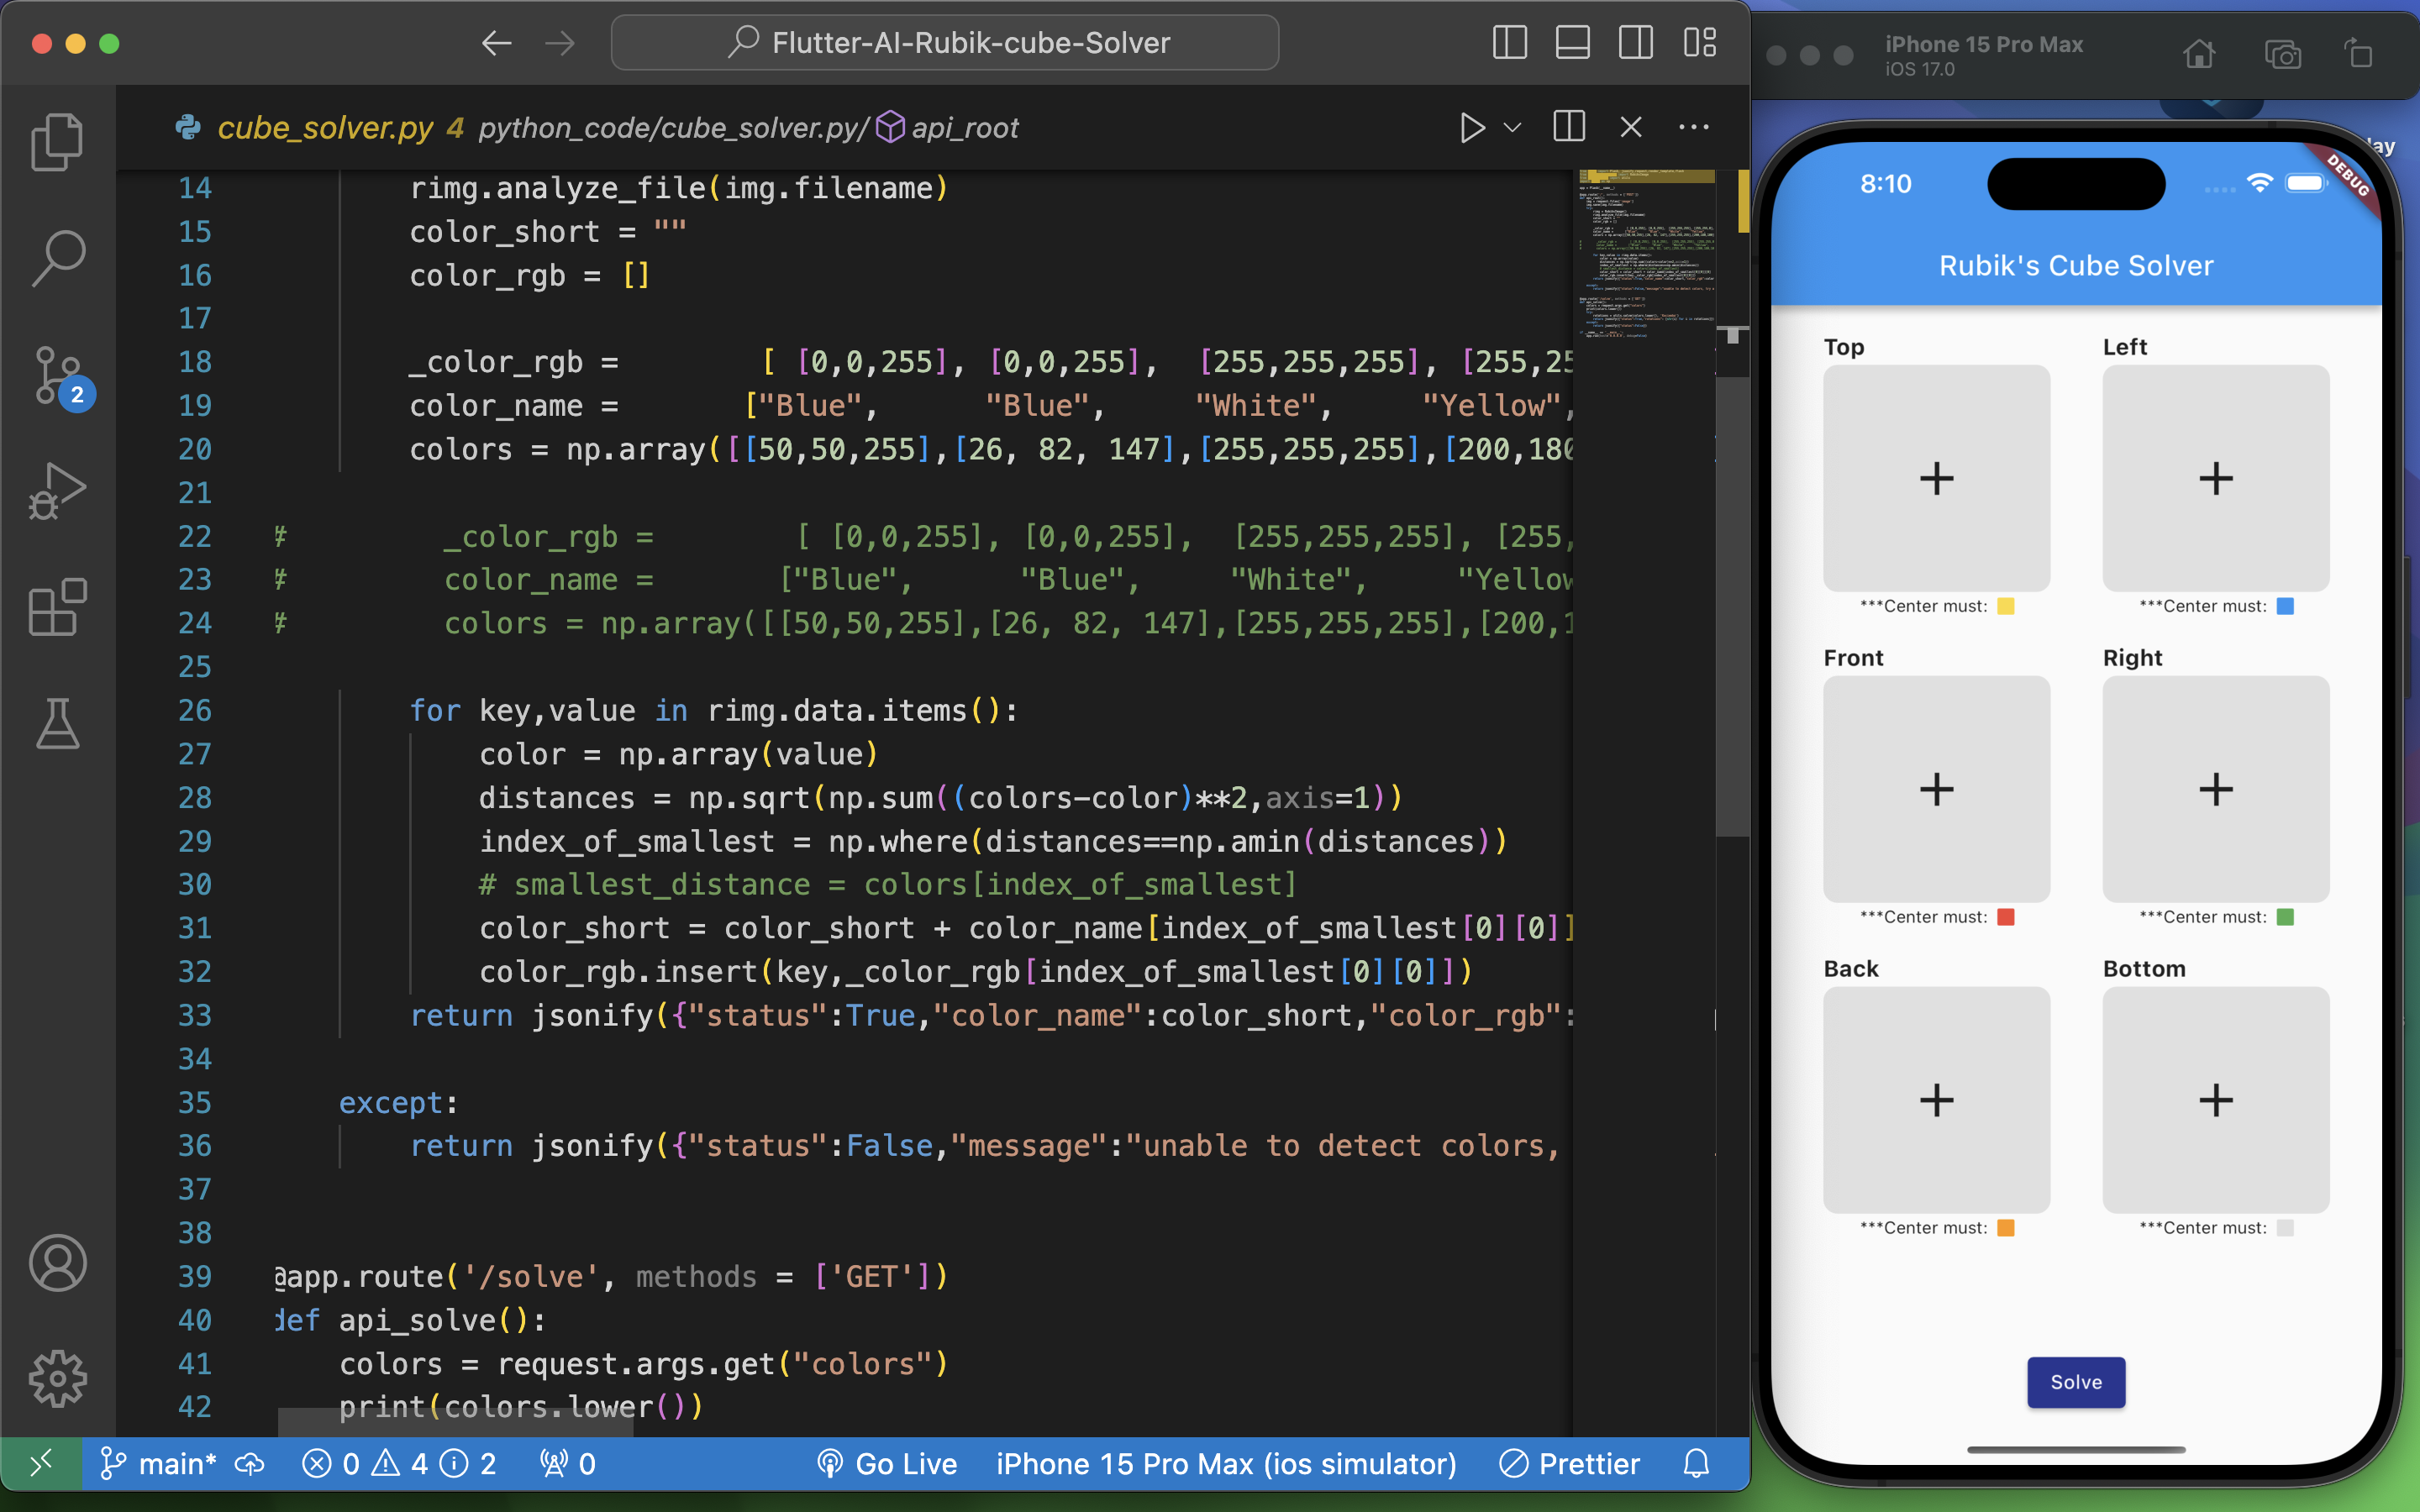 Flutter-AI-Rubik-cube-Solver
cube_solver.py 4 python_code/cube_solver.py/ api_root
14 rimg.analyze_file(img.filename)
15 color_short = ""
16 color_rgb = []
17
18 _color_rgb = [ [0,0,255], [0,0,255], [255,255,255], [255,25
19 color_name = ["Blue", "Blue", "White", "Yellow",
20 colors = np.array([[50,50,255],[26, 82, 147],[255,255,255],[200,180
21
22 # _color_rgb = [ [0,0,255], [0,0,255], [255,255,255], [255,
23 # color_name = ["Blue", "Blue", "White", "Yellow
24 # colors = np.array([[50,50,255],[26, 82, 147],[255,255,255],[200,1
25
26 for key,value in rimg.data.items():
27 color = np.array(value)
28 distances = np.sqrt(np.sum((colors-color)**2,axis=1))
29 index_of_smallest = np.where(distances==np.amin(distances))
30 # smallest_distance = colors[index_of_smallest]
31 color_short = color_short + color_name[index_of_smallest[0][0]]
32 color_rgb.insert(key,_color_rgb[index_of_smallest[0][0]])
33 return jsonify({"status":True,"color_name":color_short,"color_rgb":
34
35 except:
36 return jsonify({"status":False,"message":"unable to detect colors,
37
38
39 @app.route('/solve', methods = ['GET'])
40 def api_solve():
41 colors = request.args.get("colors")
42 print(colors.lower())
2
main* 0 4 2 0 Go Live iPhone 15 Pro Max (ios simulator) Prettier
iPhone 15 Pro Max
iOS 17.0
ay
8:10
DEBUG
Rubik's Cube Solver
Top Left
+ +
***Center must: ***Center must:
Front Right
+ +
***Center must: ***Center must:
Back Bottom
+ +
***Center must: ***Center must:
Solve